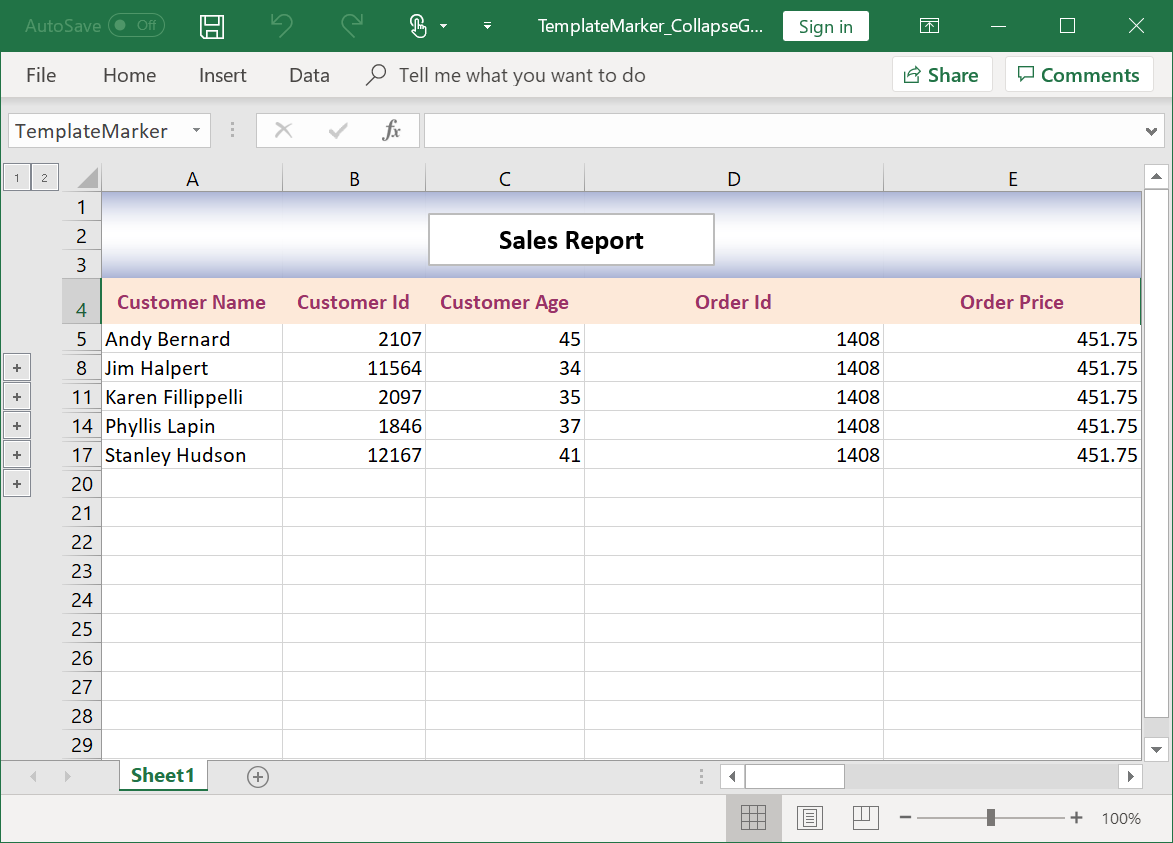 AutoSave Off TemplateMarker_CollapseG... Sign in
File Home Insert Data Tell me what you want to do Share Comments
TemplateMarker fx
1 2 A B C D E
1
2 Sales Report
3
4 Customer Name Customer Id Customer Age Order Id Order Price
5 Andy Bernard 2107 45 1408 451.75
+ 8 Jim Halpert 11564 34 1408 451.75
+ 11 Karen Fillippelli 2097 35 1408 451.75
+ 14 Phyllis Lapin 1846 37 1408 451.75
+ 17 Stanley Hudson 12167 41 1408 451.75
+ 20
21
22
23
24
25
26
27
28
29
Sheet1
100%